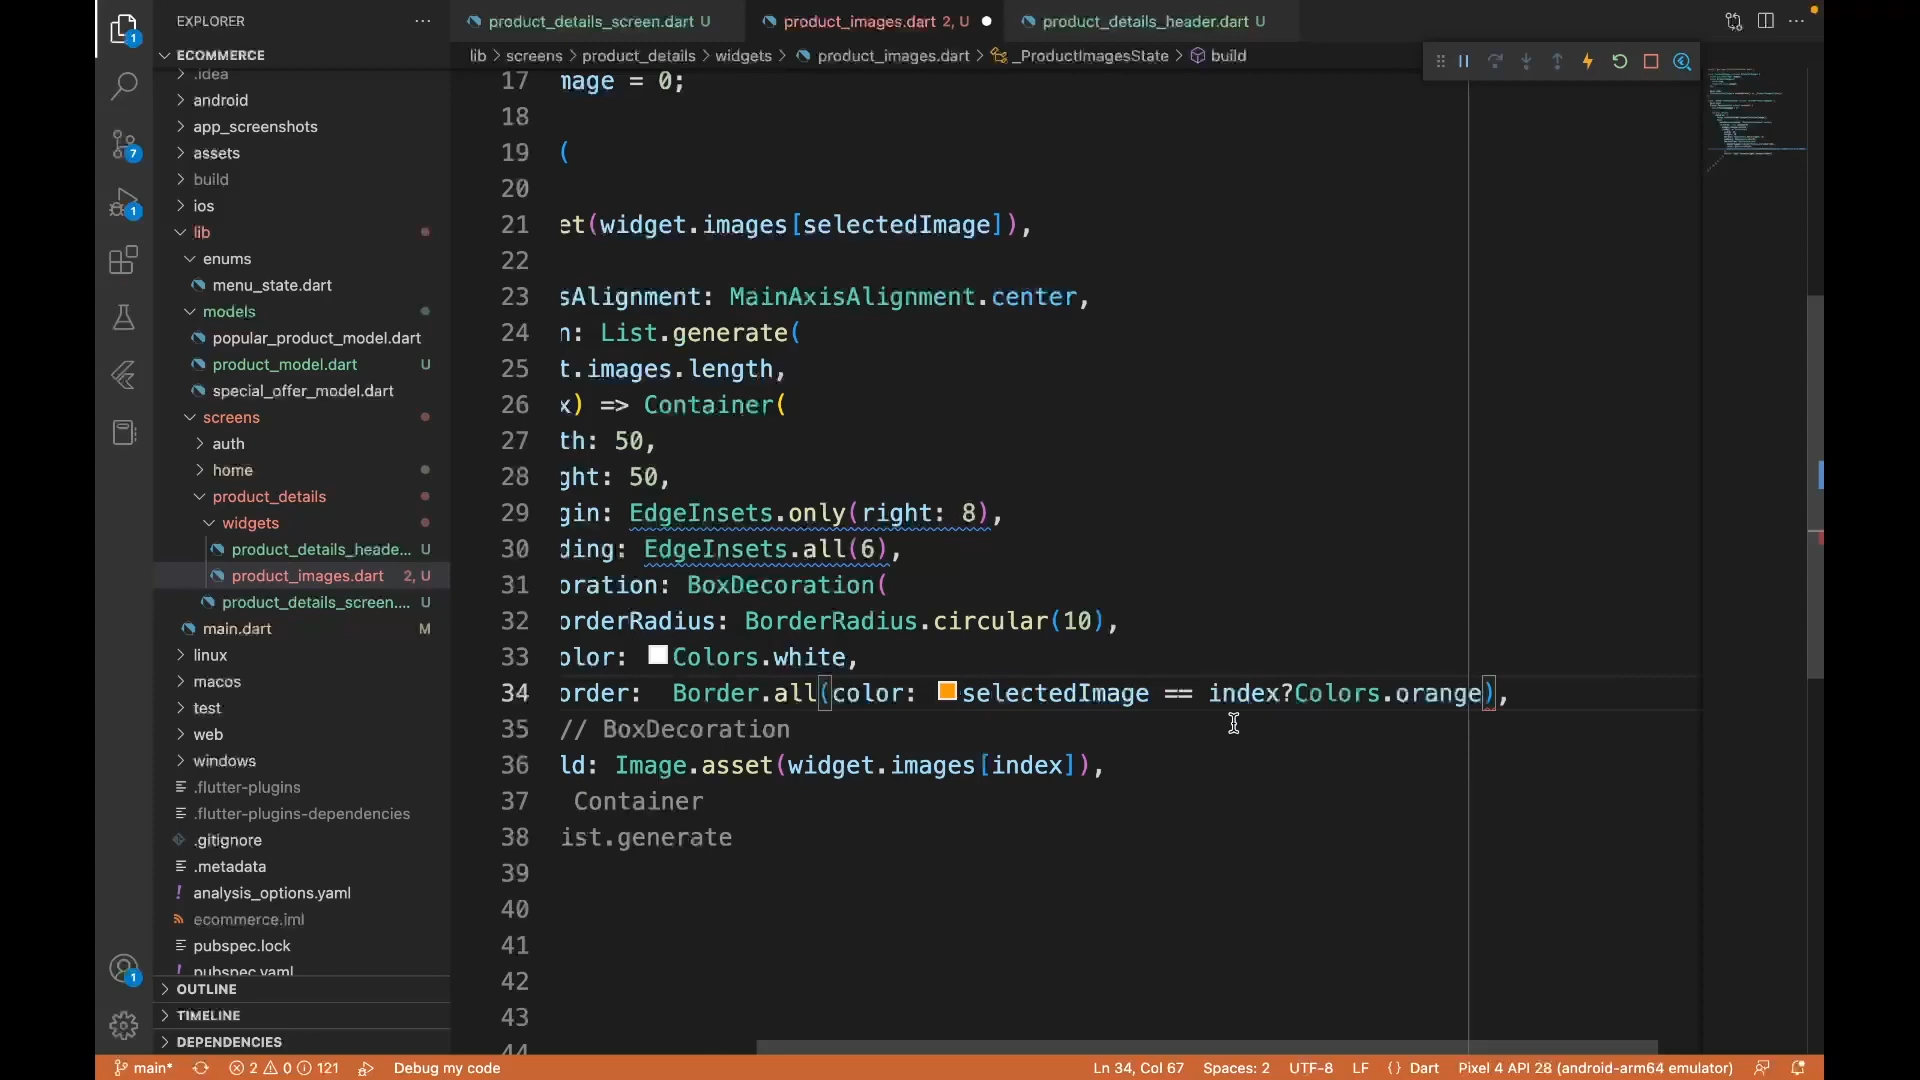 EXPLORER
ECOMMERCE
.idea
android
app_screenshots
assets
build
ios
lib
enums
menu_state.dart
models
popular_product_model.dart
product_model.dart U
special_offer_model.dart
screens
auth
home
product_details
widgets
product_details_heade... U
product_images.dart 2, U
product_details_screen.... U
main.dart M
linux
macos
test
web
windows
.flutter-plugins
.flutter-plugins-dependencies
.gitignore
.metadata
analysis_options.yaml
ecommerce.iml
pubspec.lock
pubspec.yaml
OUTLINE
TIMELINE
DEPENDENCIES
1
7
1
1
product_details_screen.dart U
product_images.dart 2, U
product_details_header.dart U
lib > screens > product_details > widgets > product_images.dart > _ProductImagesState > build
17 mage = 0;
18
19 (
20
21 et(widget.images[selectedImage]),
22
23 sAlignment: MainAxisAlignment.center,
24 n: List.generate(
25 t.images.length,
26 x) => Container(
27 th: 50,
28 ght: 50,
29 gin: EdgeInsets.only(right: 8),
30 ding: EdgeInsets.all(6),
31 oration: BoxDecoration(
32 orderRadius: BorderRadius.circular(10),
33 olor: Colors.white,
34 order:  Border.all(color: selectedImage == index?Colors.orange),
35 // BoxDecoration
36 ld: Image.asset(widget.images[index]),
37 Container
38 ist.generate
39
40
41
42
43
44
main* 2 0 121 Debug my code Ln 34, Col 67 Spaces: 2 UTF-8 LF {} Dart Pixel 4 API 28 (android-arm64 emulator)